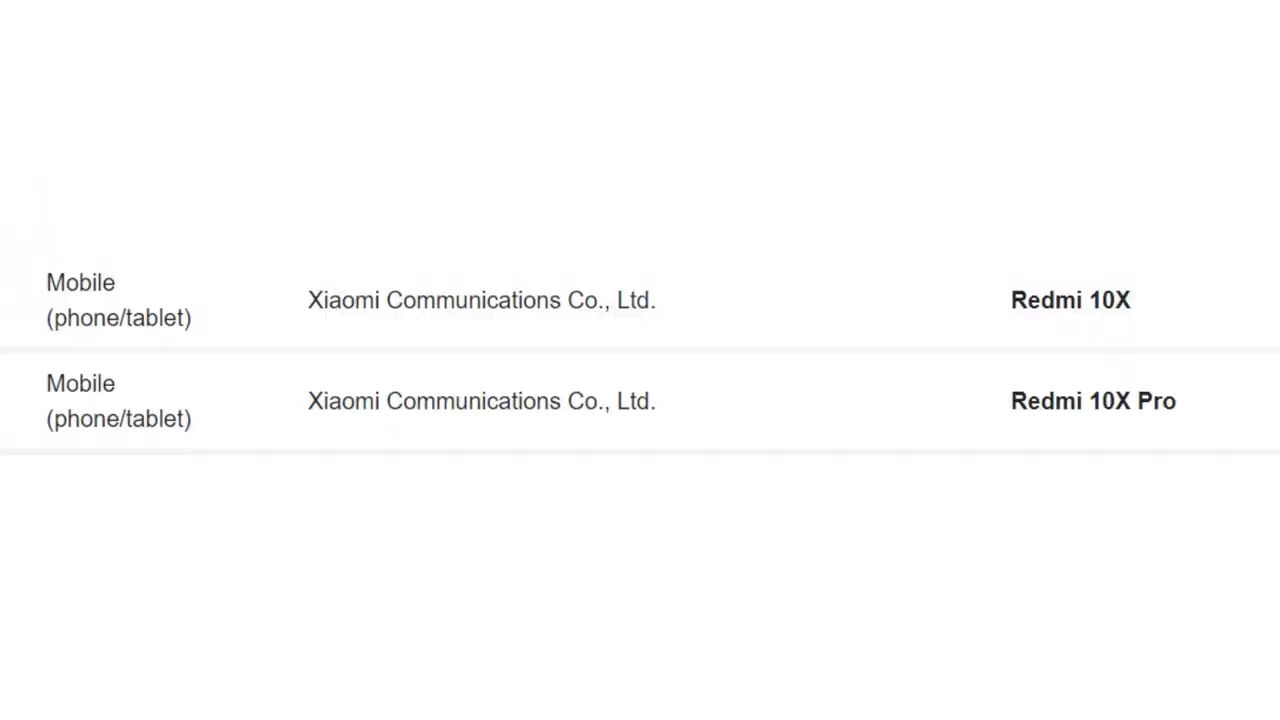 Mobile
(phone/tablet)
Xiaomi Communications Co., Ltd.
Redmi 10X
Mobile
(phone/tablet)
Xiaomi Communications Co., Ltd.
Redmi 10X Pro